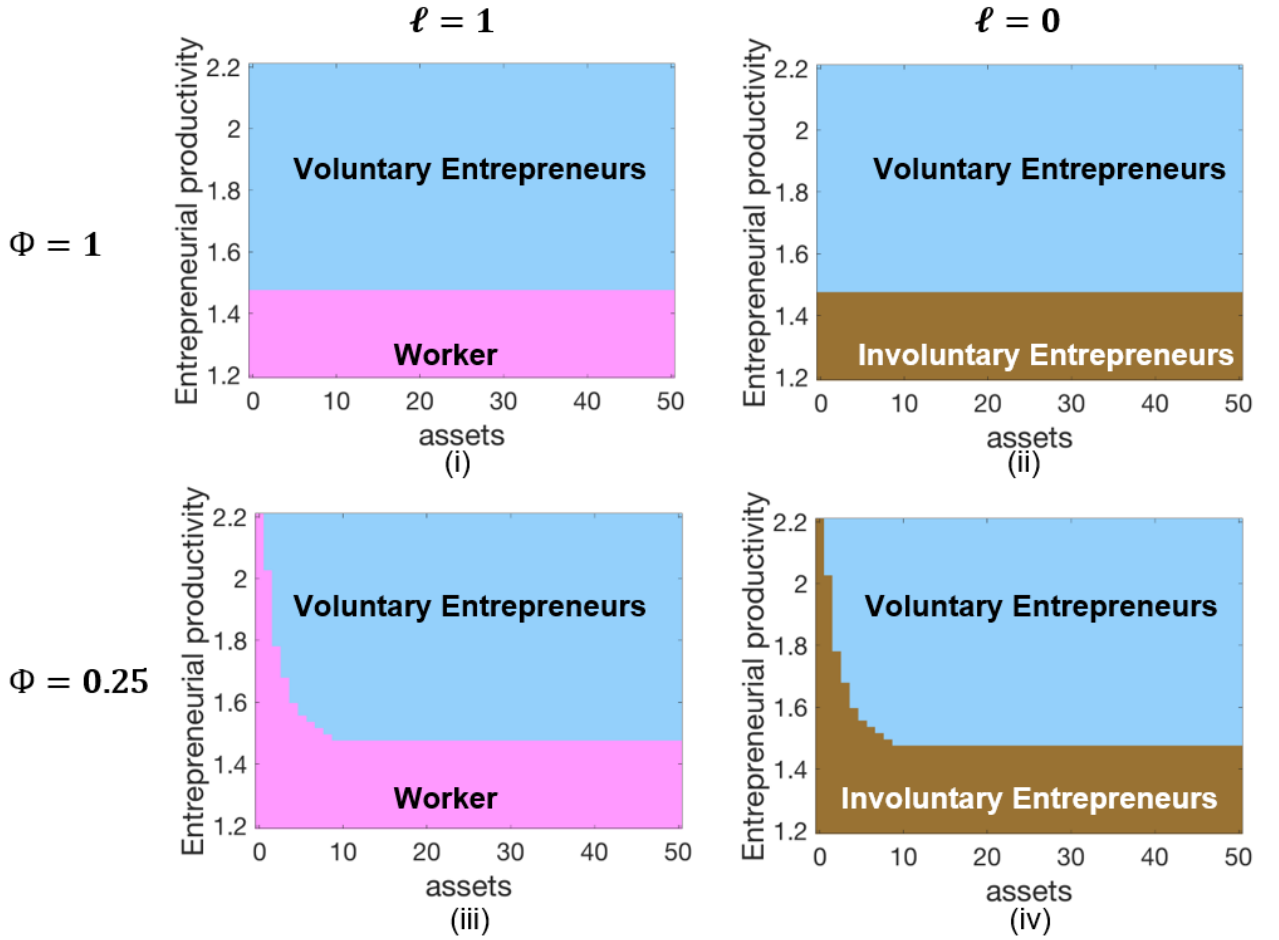 ℓ = 1
ℓ = 0
Φ = 1
Entrepreneurial productivity
2.2
2
1.8
1.6
1.4
1.2
Voluntary Entrepreneurs
Worker
0 10 20 30 40 50
assets
(i)
Entrepreneurial productivity
2.2
2
1.8
1.6
1.4
1.2
Voluntary Entrepreneurs
Involuntary Entrepreneurs
0 10 20 30 40 50
assets
(ii)
Φ = 0.25
Entrepreneurial productivity
2.2
2
1.8
1.6
1.4
1.2
Voluntary Entrepreneurs
Worker
0 10 20 30 40 50
assets
(iii)
Entrepreneurial productivity
2.2
2
1.8
1.6
1.4
1.2
Voluntary Entrepreneurs
Involuntary Entrepreneurs
0 10 20 30 40 50
assets
(iv)